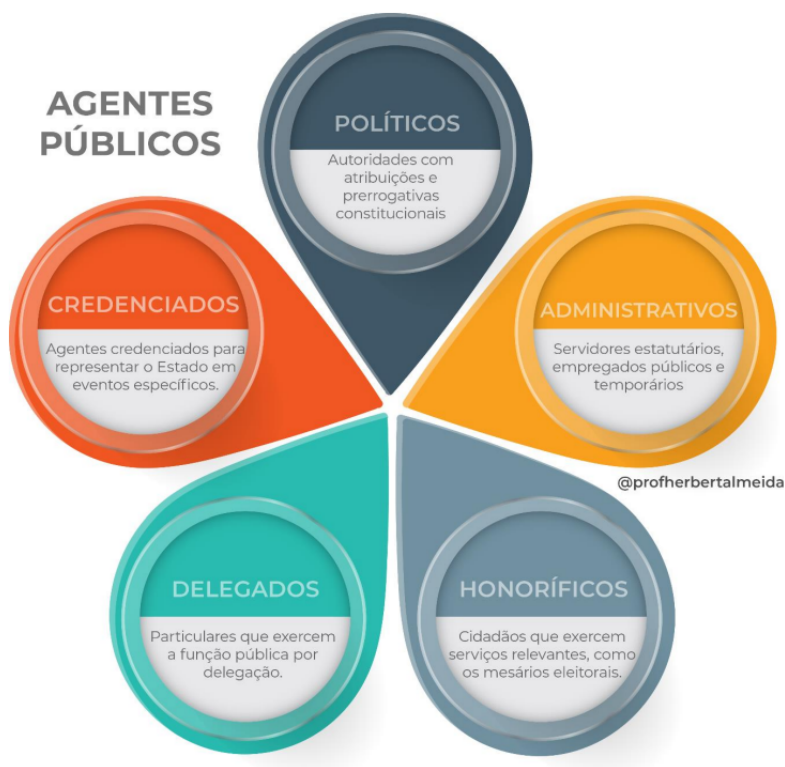 AGENTES
PÚBLICOS
POLÍTICOS
Autoridades com
atribuições e
prerrogativas
constitucionais
CREDENCIADOS
Agentes credenciados para
representar o Estado em
eventos específicos.
ADMINISTRATIVOS
Servidores estatutários,
empregados públicos e
temporários
@profherbertalmeida
DELEGADOS
Particulares que exercem
a função pública por
delegação.
HONORÍFICOS
Cidadãos que exercem
serviços relevantes, como
os mesários eleitorais.